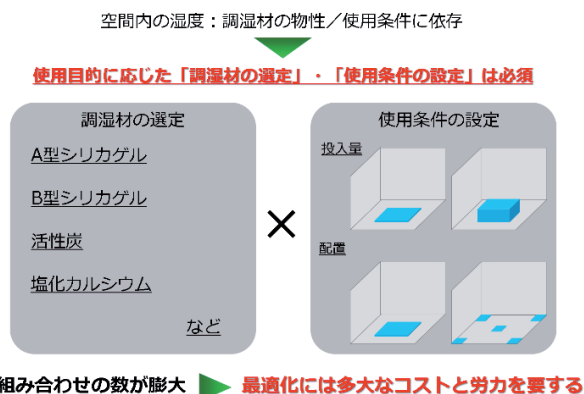 空間内の湿度：調湿材の物性／使用条件に依存
使用目的に応じた「調湿材の選定」・「使用条件の設定」は必須
調湿材の選定
A型シリカゲル
B型シリカゲル
活性炭
塩化カルシウム
など
×
使用条件の設定
投入量
配置
組み合わせの数が膨大
最適化には多大なコストと労力を要する